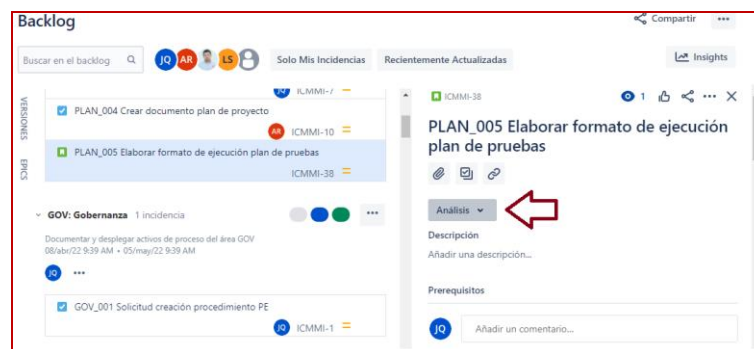 Backlog
Compartir
Buscar en el backlog
JQ AR LS
Solo Mis Incidencias
Recientemente Actualizadas
Insights
VERSIONES
EPICS
JQ ICMMI-7
PLAN_004 Crear documento plan de proyecto
AR ICMMI-10
PLAN_005 Elaborar formato de ejecución plan de pruebas
ICMMI-38
GOV: Gobernanza 1 incidencia
Documentar y desplegar activos de proceso del área GOV
08/abr/22 9:39 AM • 05/may/22 9:39 AM
JQ
GOV_001 Solicitud creación procedimiento PE
JQ ICMMI-1
ICMMI-38
1
PLAN_005 Elaborar formato de ejecución
plan de pruebas
Análisis
Descripción
Añadir una descripción...
Prerequisitos
JQ Añadir un comentario...